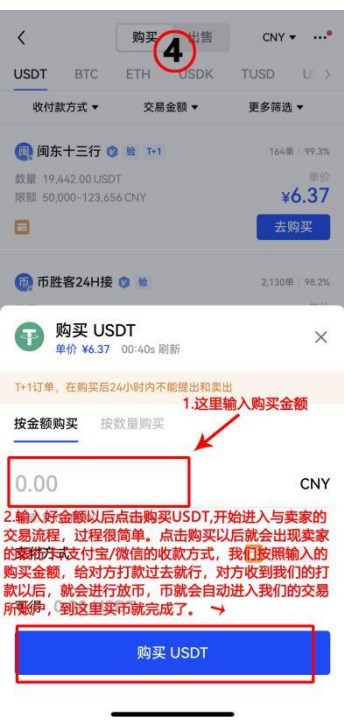 购买
出售
CNY
4
USDT BTC ETH USDK TUSD
收付款方式 交易金额 更多筛选
闽东十三行 验 T+1
164单 99.3%
数量 19,442.00 USDT
单价
限额 50,000-123,656 CNY
¥6.37
去购买
币胜客24H接 验
2,130单 98.2%
购买 USDT
单价 ¥6.37 00:40s 刷新
T+1订单，在购买后24小时内不能提出和卖出
1.这里输入购买金额
按金额购买 按数量购买
0.00 CNY
2.输入好金额以后点击购买USDT,开始进入与卖家的
交易流程，过程很简单。点击购买以后就会出现卖家
的银行卡支付宝/微信的收款方式，我们按照输入的
购买金额，给对方打款过去就行，对方收到我们的打
款以后，就会进行放币，币就会自动进入我们的交易
所账户，到这里买币就完成了。
购买 USDT